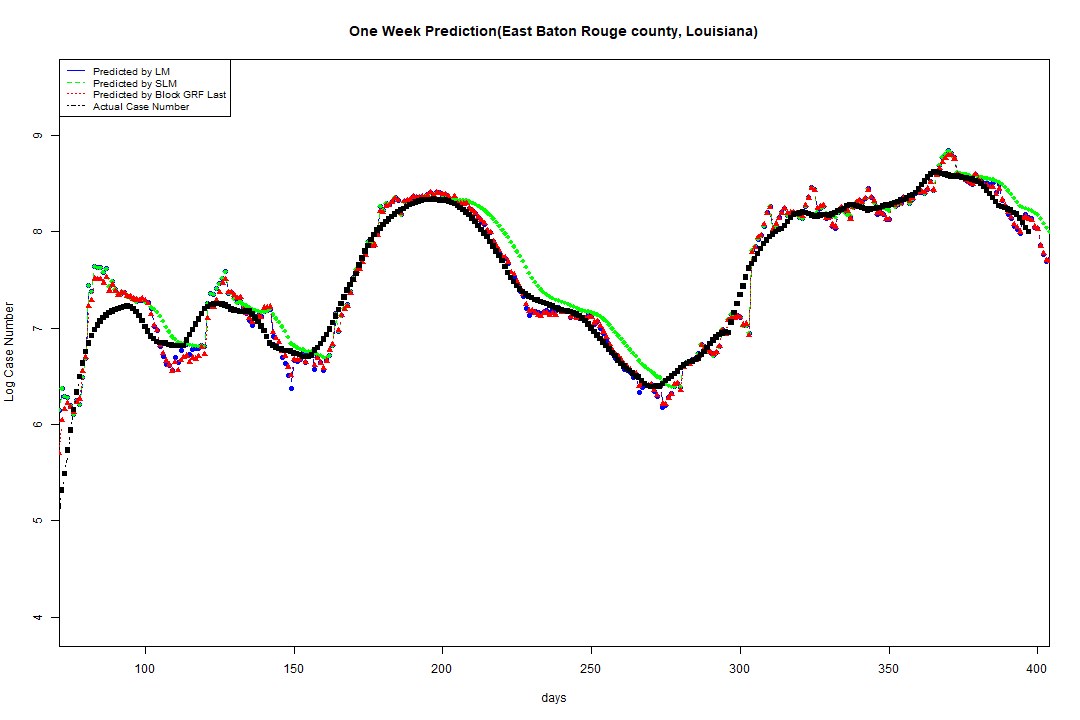 One Week Prediction(East Baton Rouge county, Louisiana)
Predicted by LM
Predicted by SLM
Predicted by Block GRF Last
Actual Case Number
9
8
7
6
5
4
Log Case Number
100 150 200 250 300 350 400
days